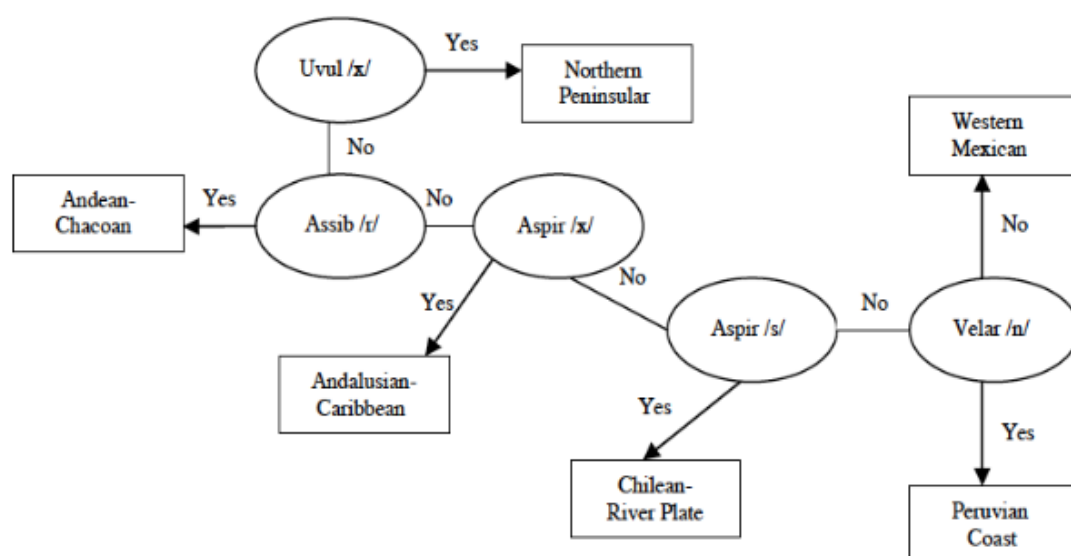 Uvul /x/
Yes
Northern
Peninsular
No
Western
Mexican
Andean-
Chacoan
Yes
Assib /r/
No
Aspir /x/
No
Yes
No
Aspir /s/
No
Velar /n/
Andalusian-
Caribbean
Yes
Yes
Chilean-
River Plate
Peruvian
Coast